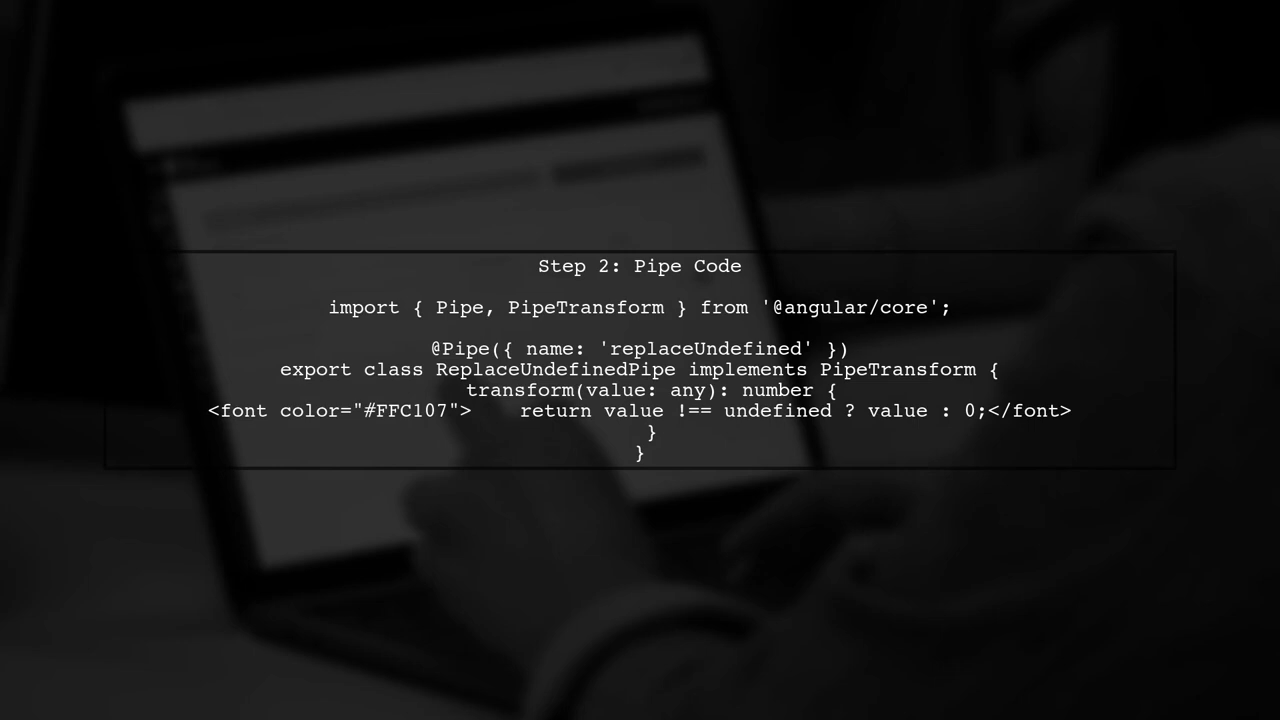 Step 2: Pipe Code
import { Pipe, PipeTransform } from '@angular/core';
@Pipe({ name: 'replaceUndefined' })
export class ReplaceUndefinedPipe implements PipeTransform {
transform(value: any): number {
<font color="#FFC107">    return value !== undefined ? value : 0;</font>
}
}